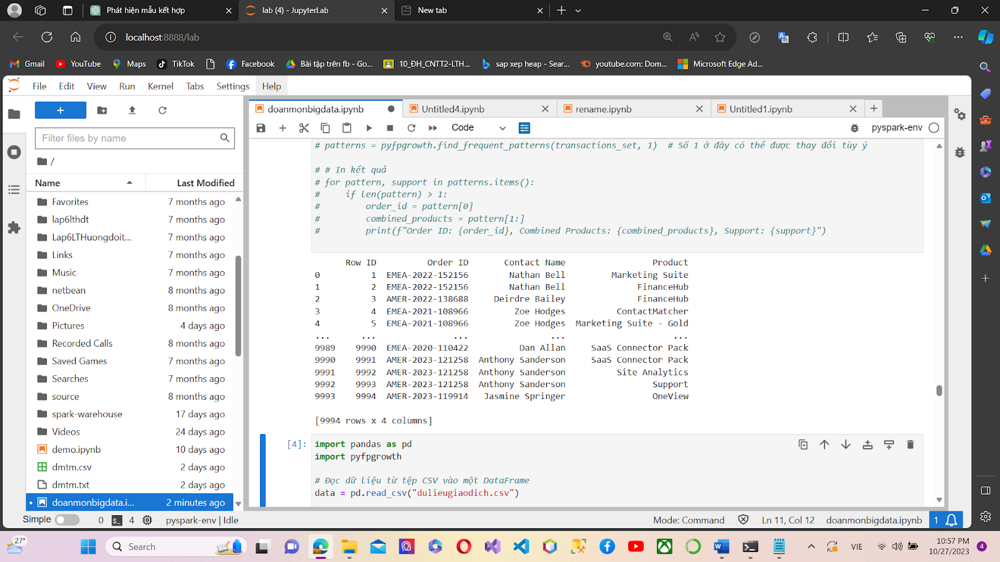 Phát hiện mẫu kết hợp
lab (4) - JupyterLab
New tab
localhost:8888/lab
Gmail YouTube Maps TikTok Facebook Bài tập trên fb - Go... 10_ĐH_CNTT2-LTH... sap xep heap - Sear... youtube.com: Dom... Microsoft Edge Ad...
File Edit View Run Kernel Tabs Settings Help
doanmonbigdata.ipynb Untitled4.ipynb rename.ipynb Untitled1.ipynb
Filter files by name
/
Name Last Modified
Favorites 7 months ago
lap6lthdt 7 months ago
Lap6LTHuongdoit... 7 months ago
Links 7 months ago
Music 7 months ago
netbean 8 months ago
OneDrive 8 months ago
Pictures 4 days ago
Recorded Calls 8 months ago
Saved Games 7 months ago
Searches 7 months ago
source 8 months ago
spark-warehouse 17 days ago
Videos 24 days ago
demo.ipynb 10 days ago
dmtm.csv 2 days ago
dmtm.txt 2 days ago
doanmonbigdata.i... 2 minutes ago
Code pyspark-env
# patterns = pyfpgrowth.find_frequent_patterns(transactions_set, 1)  # Số 1 ở đây có thể được thay đổi tùy ý
# # In kết quả
# for pattern, support in patterns.items():
#     if len(pattern) > 1:
#         order_id = pattern[0]
#         combined_products = pattern[1:]
#         print(f"Order ID: {order_id}, Combined Products: {combined_products}, Support: {support}")
Row ID Order ID Contact Name Product
0 1 EMEA-2022-152156 Nathan Bell Marketing Suite
1 2 EMEA-2022-152156 Nathan Bell FinanceHub
2 3 AMER-2022-138688 Deirdre Bailey FinanceHub
3 4 EMEA-2021-108966 Zoe Hodges ContactMatcher
4 5 EMEA-2021-108966 Zoe Hodges Marketing Suite - Gold
... ... ... ... ...
9989 9990 EMEA-2020-110422 Dan Allan SaaS Connector Pack
9990 9991 AMER-2023-121258 Anthony Sanderson SaaS Connector Pack
9991 9992 AMER-2023-121258 Anthony Sanderson Site Analytics
9992 9993 AMER-2023-121258 Anthony Sanderson Support
9993 9994 AMER-2023-119914 Jasmine Springer OneView
[9994 rows x 4 columns]
[4]: import pandas as pd
import pyfpgrowth
# Đọc dữ liệu từ tệp CSV vào một DataFrame
data = pd.read_csv("dulieugiaodich.csv")
Simple 0 4 pyspark-env | Idle Mode: Command Ln 11, Col 12 doanmonbigdata.ipynb 1
27° Search VIE 10:57 PM
10/27/2023 4